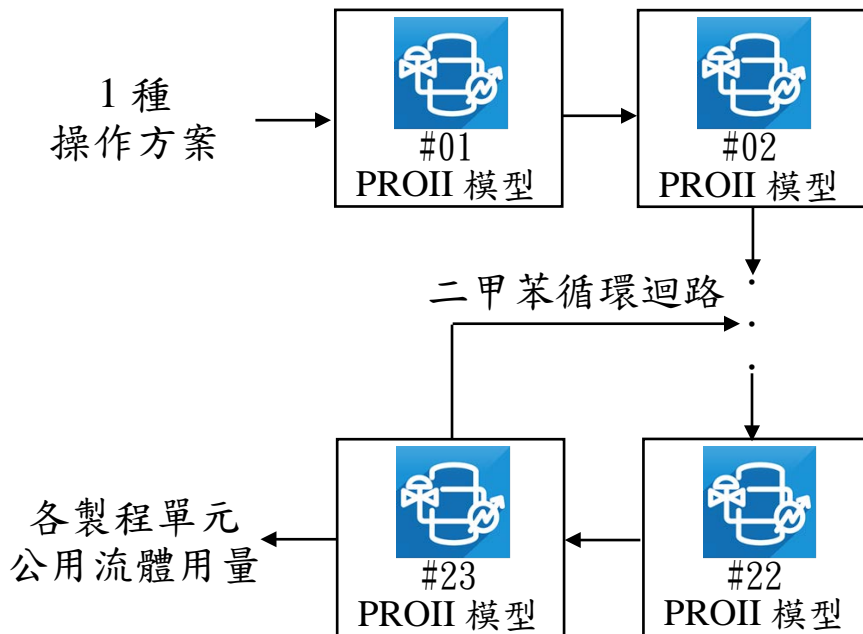 1 種
操作方案
#01
PROII 模型
#02
PROII 模型
二甲苯循環迴路
各製程單元
公用流體用量
#23
PROII 模型
#22
PROII 模型